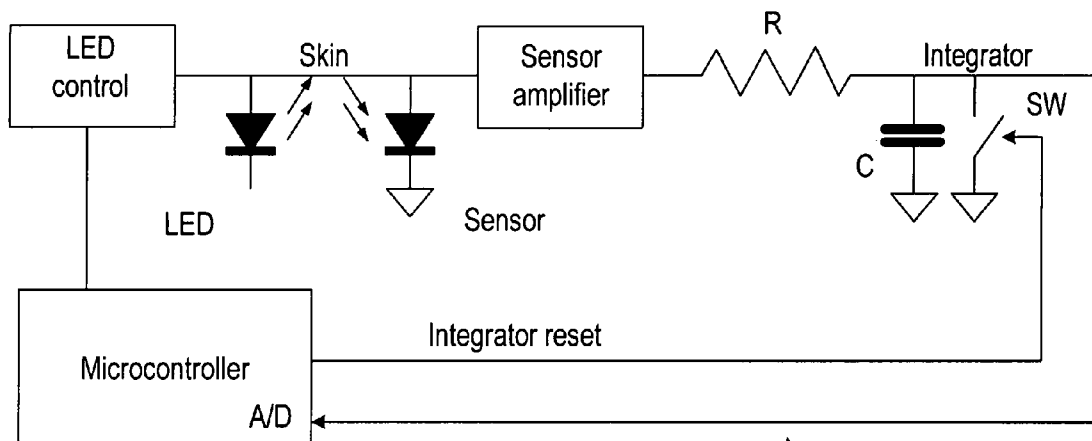 LED
control
Skin
Sensor
amplifier
R
Integrator
SW
C
LED
Sensor
Integrator reset
Microcontroller
A/D